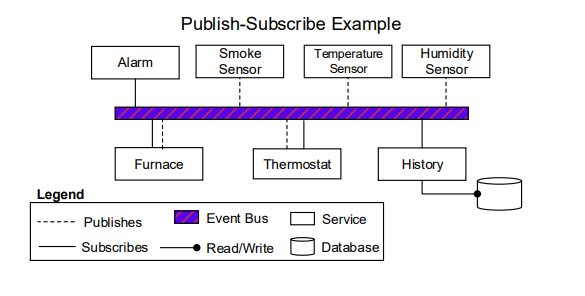 Publish-Subscribe Example
Alarm
Smoke
Sensor
Temperature
Sensor
Humidity
Sensor
Furnace
Thermostat
History
Legend
Publishes
Event Bus
Service
Subscribes
Read/Write
Database